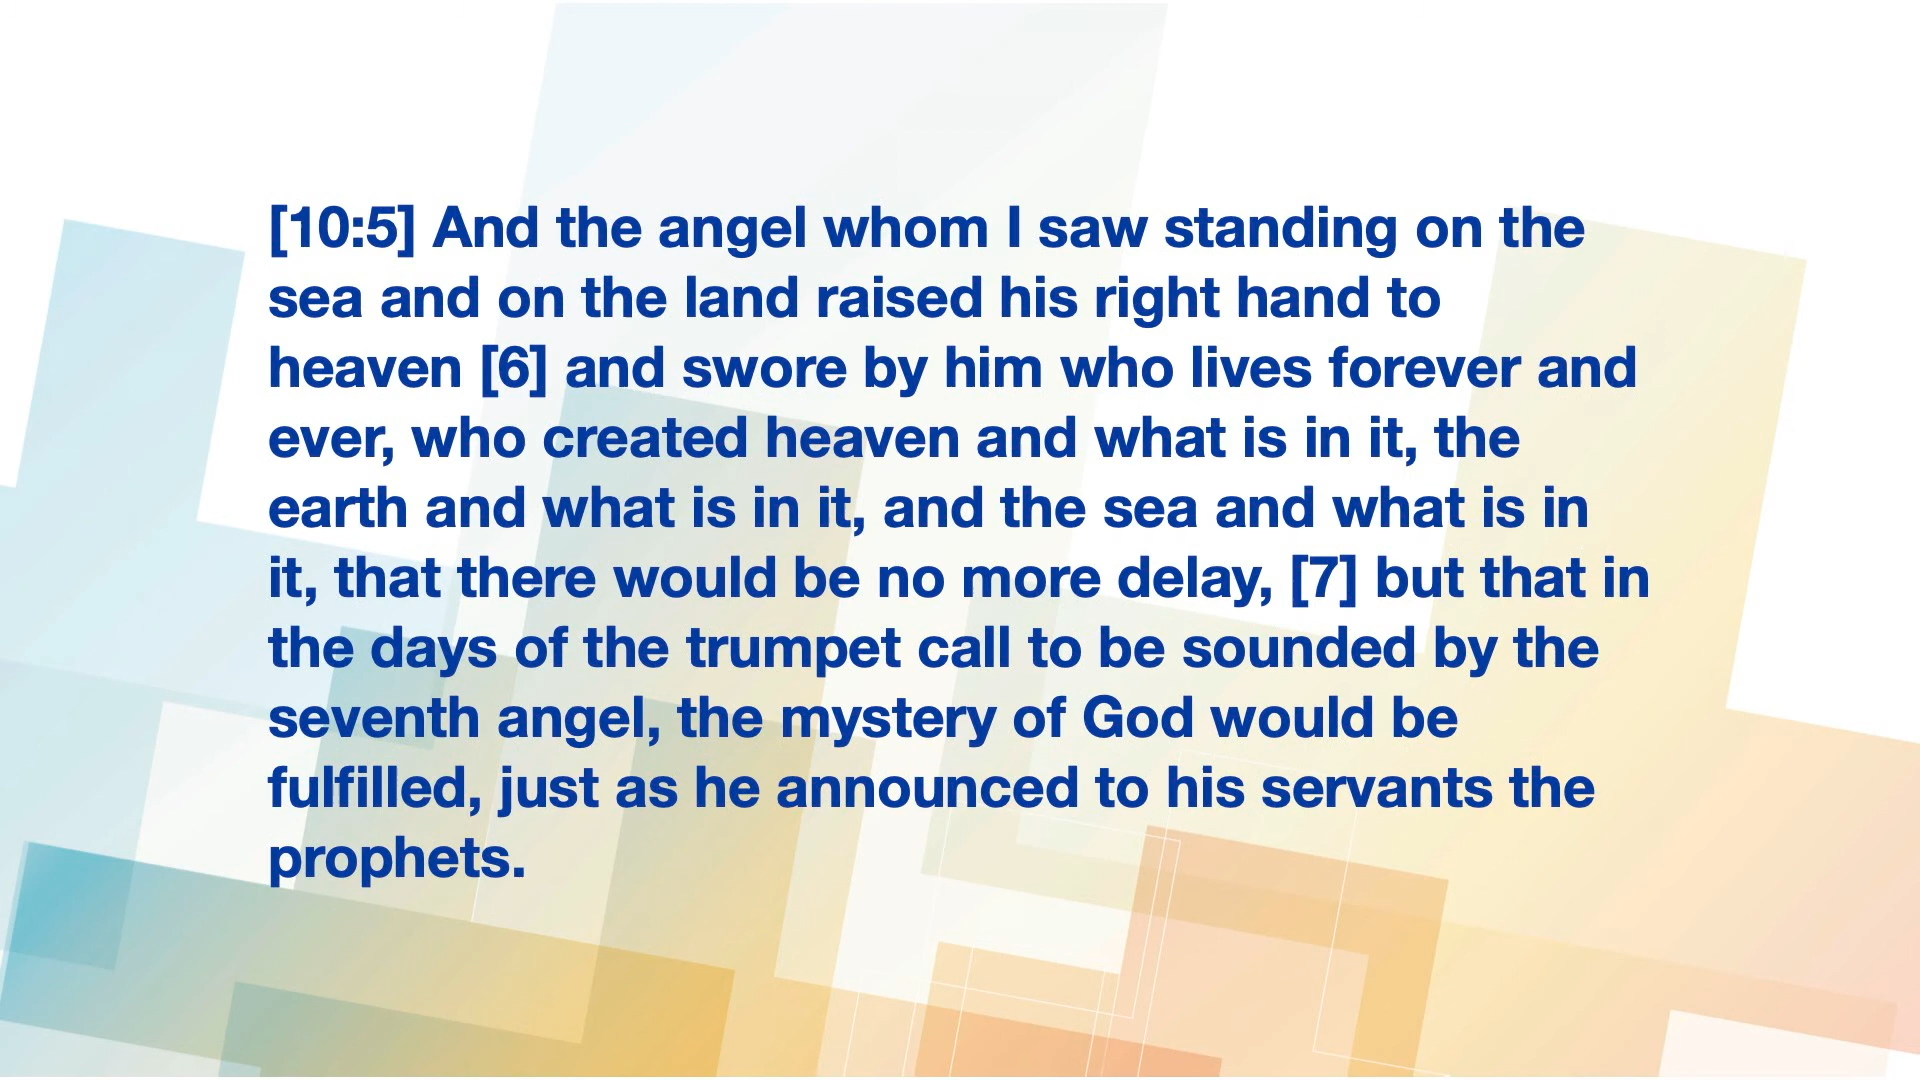 [10:5] And the angel whom I saw standing on the
sea and on the land raised his right hand to
heaven [6] and swore by him who lives forever and
ever, who created heaven and what is in it, the
earth and what is in it, and the sea and what is in
it, that there would be no more delay, [7] but that in
the days of the trumpet call to be sounded by the
seventh angel, the mystery of God would be
fulfilled, just as he announced to his servants the
prophets.